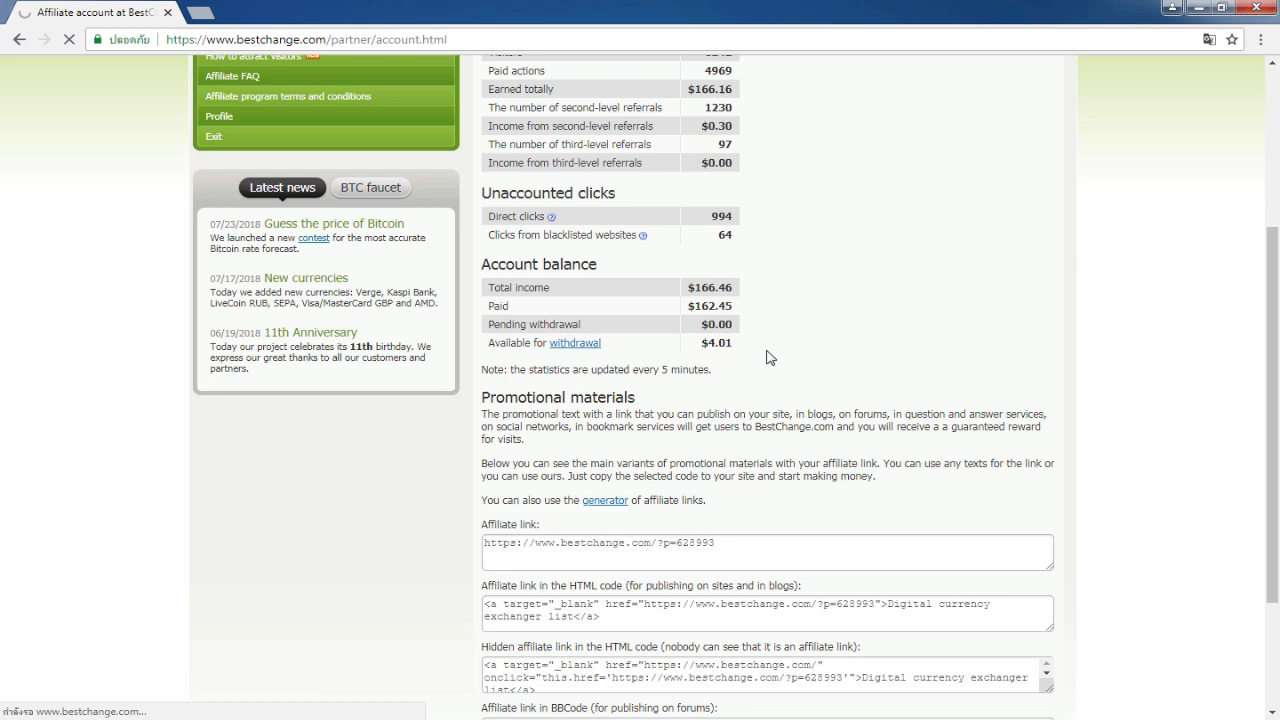 Affiliate account at BestC
ปลอดภัย https://www.bestchange.com/partner/account.html
How to attract visitors
Affiliate FAQ
Affiliate program terms and conditions
Profile
Exit
Latest news BTC faucet
07/23/2018 Guess the price of Bitcoin
We launched a new contest for the most accurate
Bitcoin rate forecast.
07/17/2018 New currencies
Today we added new currencies: Verge, Kaspi Bank,
LiveCoin RUB, SEPA, Visa/MasterCard GBP and AMD.
06/19/2018 11th Anniversary
Today our project celebrates its 11th birthday. We
express our great thanks to all our customers and
partners.
Paid actions 4969
Earned totally $166.16
The number of second-level referrals 1230
Income from second-level referrals $0.30
The number of third-level referrals 97
Income from third-level referrals $0.00
Unaccounted clicks
Direct clicks 994
Clicks from blacklisted websites 64
Account balance
Total income $166.46
Paid $162.45
Pending withdrawal $0.00
Available for withdrawal $4.01
Note: the statistics are updated every 5 minutes.
Promotional materials
The promotional text with a link that you can publish on your site, in blogs, on forums, in question and answer services,
on social networks, in bookmark services will get users to BestChange.com and you will receive a a guaranteed reward
for visits.
Below you can see the main variants of promotional materials with your affiliate link. You can use any texts for the link or
you can use ours. Just copy the selected code to your site and start making money.
You can also use the generator of affiliate links.
Affiliate link:
https://www.bestchange.com/?p=628993
Affiliate link in the HTML code (for publishing on sites and in blogs):
<a target="_blank" href="https://www.bestchange.com/?p=628993">Digital currency
exchanger list</a>
Hidden affiliate link in the HTML code (nobody can see that it is an affiliate link):
<a target="_blank" href="https://www.bestchange.com/"
onclick="this.href='https://www.bestchange.com/?p=628993'">Digital currency exchanger
list</a>
Affiliate link in BBCode (for publishing on forums):
กำลังรอ www.bestchange.com...